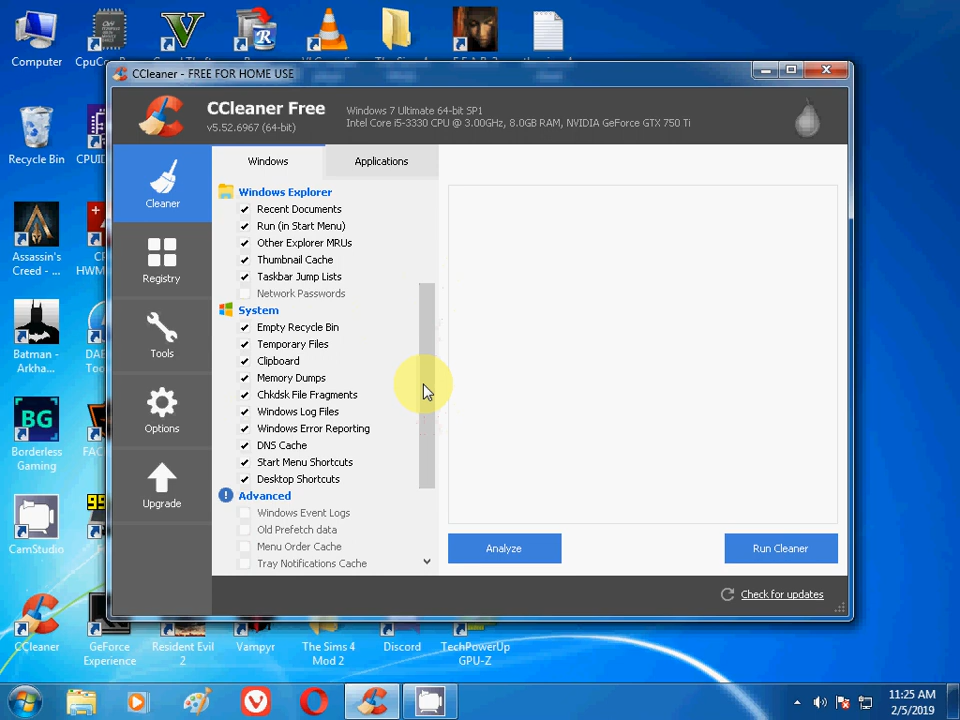 Computer
CpuC
Recycle Bin
CPUID
Assassin's
Creed - ...
HWM
Batman -
Arkha...
Borderless
Gaming
CamStudio
CCleaner
GeForce
Experience
Resident Evil
2
Vampyr
The Sims 4
Mod 2
Discord
TechPowerUp
GPU-Z
CCleaner - FREE FOR HOME USE
CCleaner Free
v5.52.6967 (64-bit)
Windows 7 Ultimate 64-bit SP1
Intel Core i5-3330 CPU @ 3.00GHz, 8.0GB RAM, NVIDIA GeForce GTX 750 Ti
Cleaner
Registry
Tools
Options
Upgrade
Windows
Applications
Windows Explorer
Recent Documents
Run (in Start Menu)
Other Explorer MRUs
Thumbnail Cache
Taskbar Jump Lists
Network Passwords
System
Empty Recycle Bin
Temporary Files
Clipboard
Memory Dumps
Chkdsk File Fragments
Windows Log Files
Windows Error Reporting
DNS Cache
Start Menu Shortcuts
Desktop Shortcuts
Advanced
Windows Event Logs
Old Prefetch data
Menu Order Cache
Tray Notifications Cache
Analyze
Run Cleaner
Check for updates
11:25 AM
2/5/2019